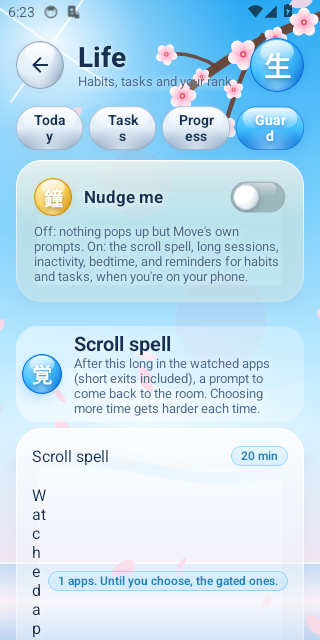 6:23
Life
生
Habits, tasks and your rank
Toda
y
Task
s
Progr
ess
Guar
d
鐘
Nudge me
Off: nothing pops up but Move's own
prompts. On: the scroll spell, long sessions,
inactivity, bedtime, and reminders for habits
and tasks, when you're on your phone.
覚
Scroll spell
After this long in the watched apps
(short exits included), a prompt to
come back to the room. Choosing
more time gets harder each time.
Scroll spell
20 min
W
at
c
h
e
d
a
p
1 apps. Until you choose, the gated ones.